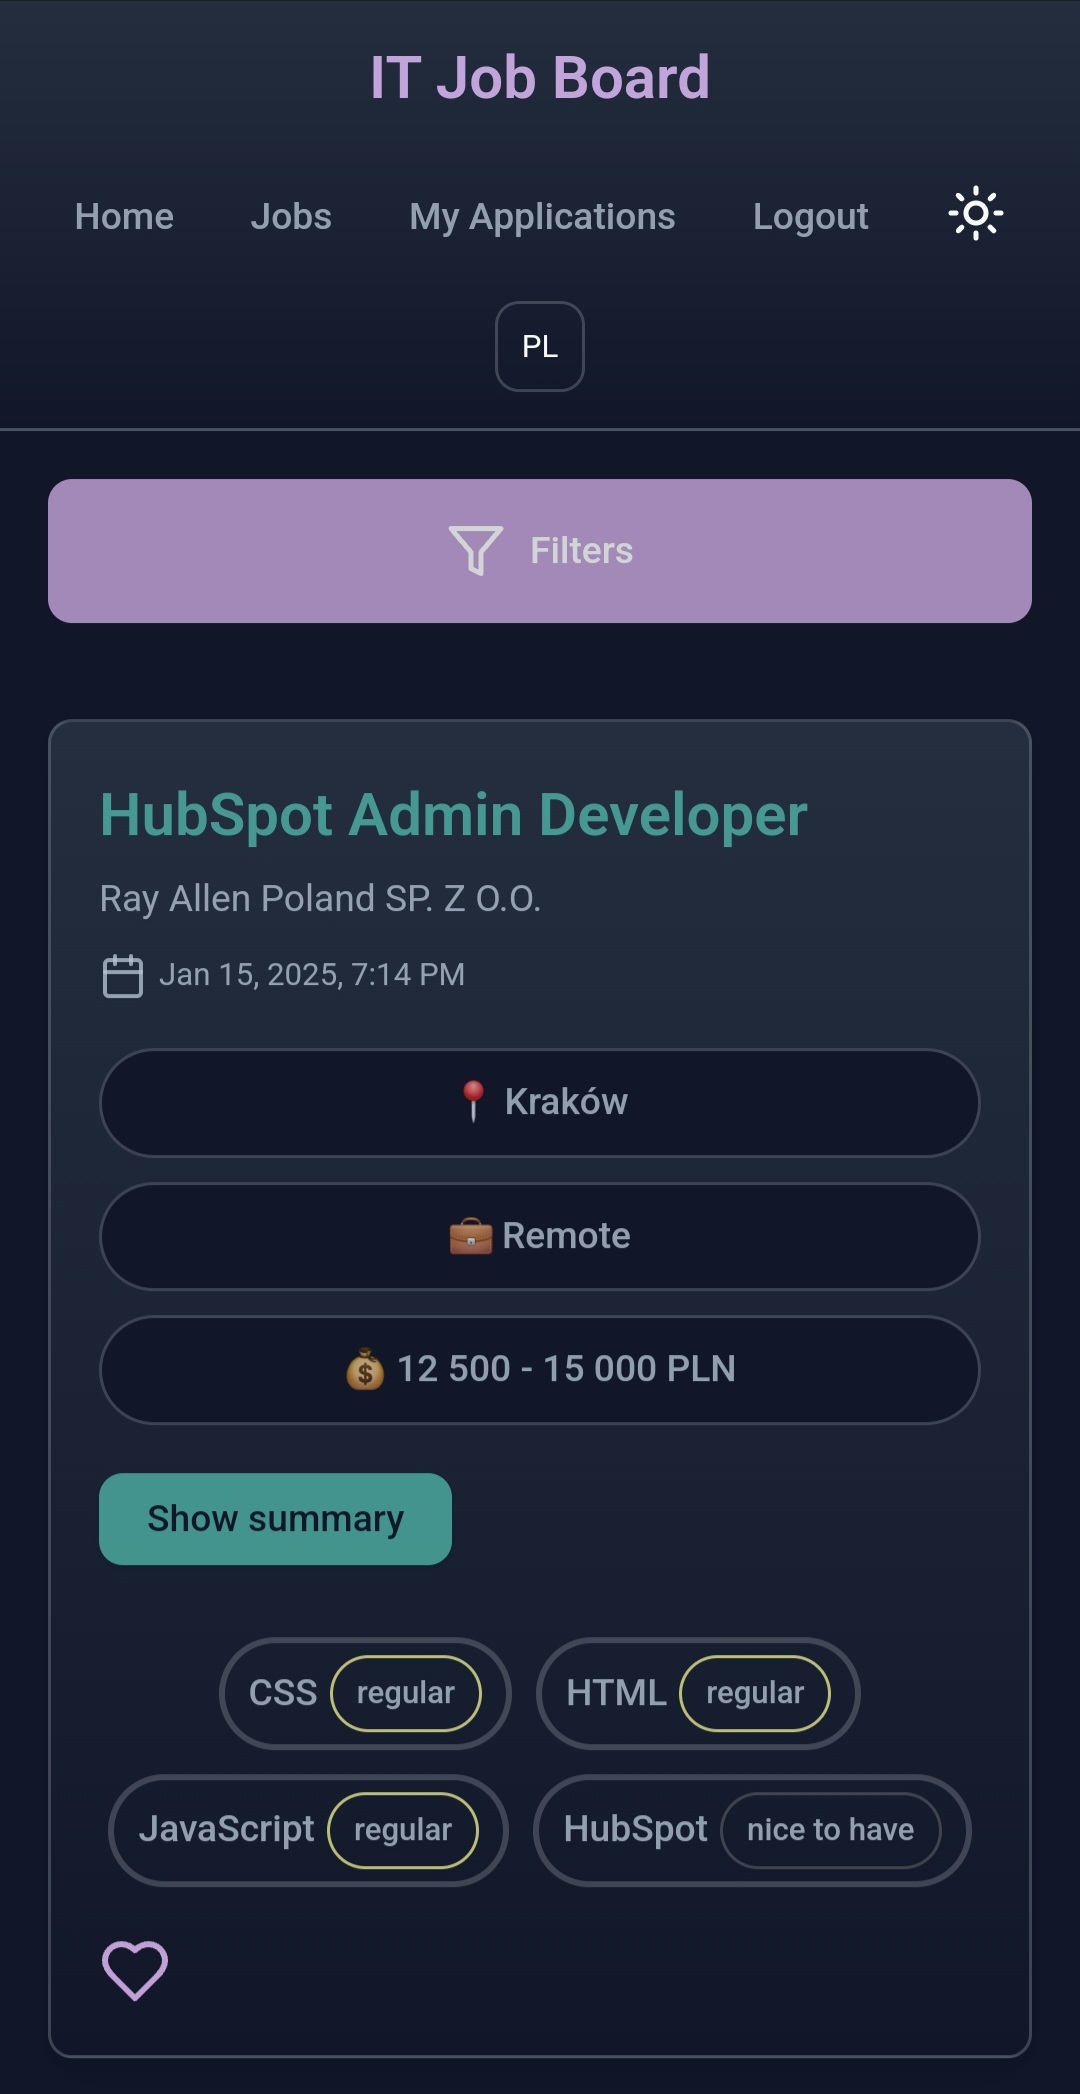 IT Job Board
Home Jobs My Applications Logout
PL
Filters
HubSpot Admin Developer
Ray Allen Poland SP. Z O.O.
Jan 15, 2025, 7:14 PM
📍 Kraków
💼 Remote
💰 12 500 - 15 000 PLN
Show summary
CSS regular HTML regular
JavaScript regular HubSpot nice to have